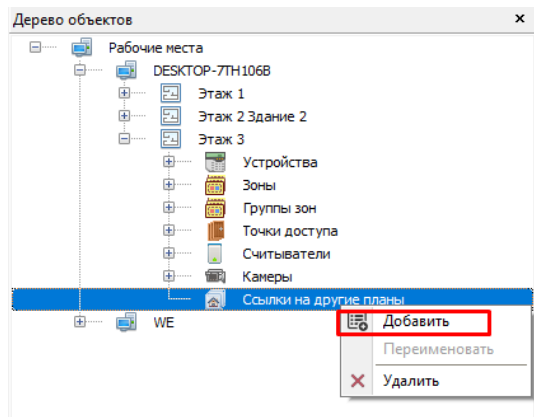 Дерево объектов
Рабочие места
DESKTOP-7TH106B
Этаж 1
Этаж 2 Здание 2
Этаж 3
Устройства
Зоны
Группы зон
Точки доступа
Считыватели
Камеры
Ссылки на другие планы
WE
Добавить
Переименовать
Удалить